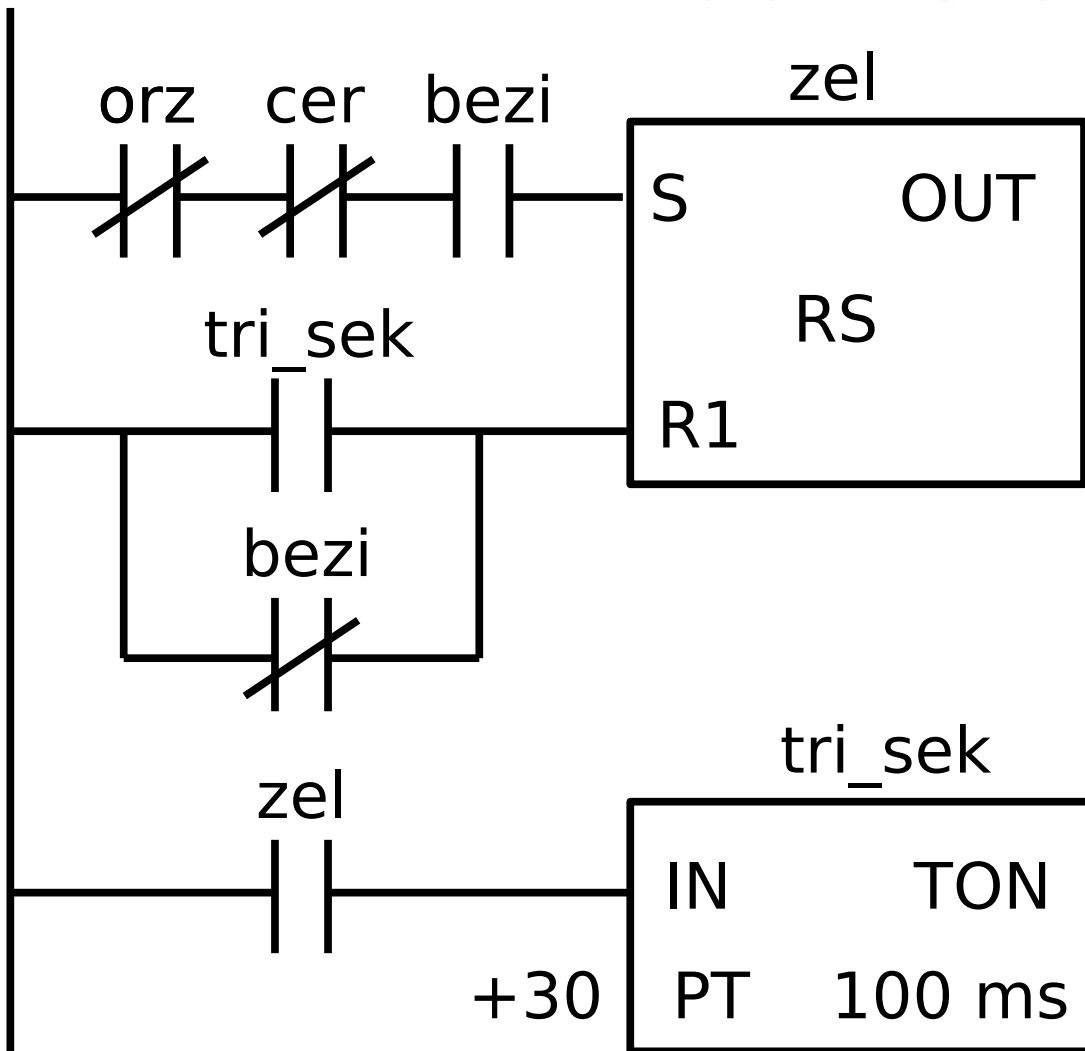 zel
orz cer bezi
S OUT
RS
tri_sek
R1
bezi
tri_sek
zel
IN TON
+30 PT 100 ms